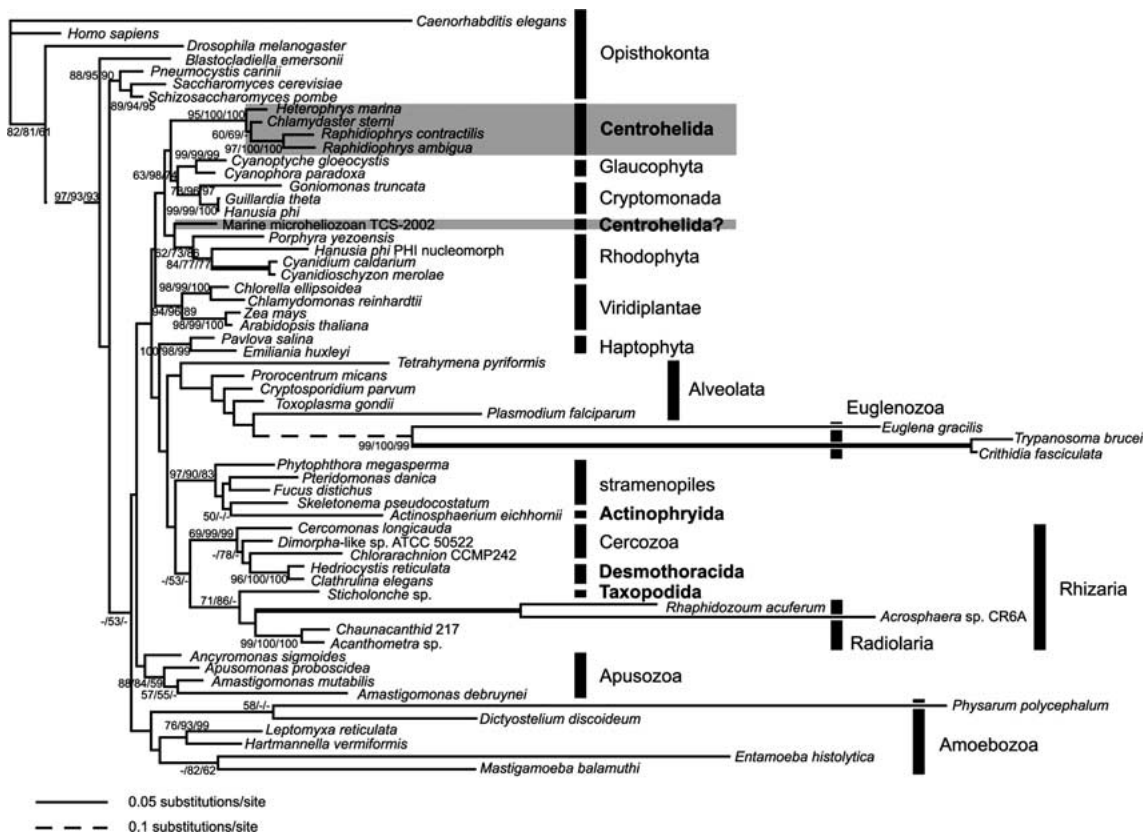 Caenorhabditis elegans
Homo sapiens
Opisthokonta
Drosophila melanogaster
Blastocladiella emersonii
88/95/90
Pneumocystis carinii
Saccharomyces cerevisiae
Schizosaccharomyces pombe
89/94/95
95/100/100
Heterophrys marina
Chlamydaster sterni
82/81/61
60/69/-
Raphidiophrys contractilis
Centrohelida
97/100/100
Raphidiophrys ambigua
99/99/99
Cyanoptyche gloeocystis
Glaucophyta
63/98/74
Cyanophora paradoxa
73/96/97
Goniomonas truncata
97/93/93
Guillardia theta
Cryptomonada
99/99/100
Hanusia phi
Marine microheliozoan TCS-2002
Centrohelida?
Porphyra yezoensis
62/73/86
Hanusia phi PHI nucleomorph
Rhodophyta
84/77/77
Cyanidium caldarium
Cyanidioschyzon merolae
98/99/100
Chlorella ellipsoidea
Chlamydomonas reinhardtii
Viridiplantae
94/96/89
Zea mays
98/99/100
Arabidopsis thaliana
Pavlova salina
Haptophyta
100/98/99
Emiliania huxleyi
Tetrahymena pyriformis
Prorocentrum micans
Cryptosporidium parvum
Alveolata
Toxoplasma gondii
Plasmodium falciparum
Euglenozoa
Euglena gracilis
99/100/99
Trypanosoma brucei
Crithidia fasciculata
97/90/83
Phytophthora megasperma
Pteridomonas danica
stramenopiles
Fucus distichus
Skeletonema pseudocostatum
50/-/-
Actinosphaerium eichhornii
Actinophryida
69/99/99
Cercomonas longicauda
Dimorpha-like sp. ATCC 50522
Cercozoa
-/78/-
Chlorarachnion CCMP242
Hedriocystis reticulata
Desmothoracida
-/53/-
96/100/100
Clathrulina elegans
71/86/-
Sticholonche sp.
Taxopodida
Rhizaria
Rhaphidozoum acuferum
-/53/-
Acrosphaera sp. CR6A
Chaunacanthid 217
Radiolaria
99/100/100
Acanthometra sp.
Ancyromonas sigmoides
Apusomonas proboscidea
Apusozoa
88/84/59
Amastigomonas mutabilis
57/55/-
Amastigomonas debruynei
58/-/-
Physarum polycephalum
Dictyostelium discoideum
76/93/99
Leptomyxa reticulata
Amoebozoa
Hartmannella vermiformis
Entamoeba histolytica
-/82/62
Mastigamoeba balamuthi
0.05 substitutions/site
0.1 substitutions/site